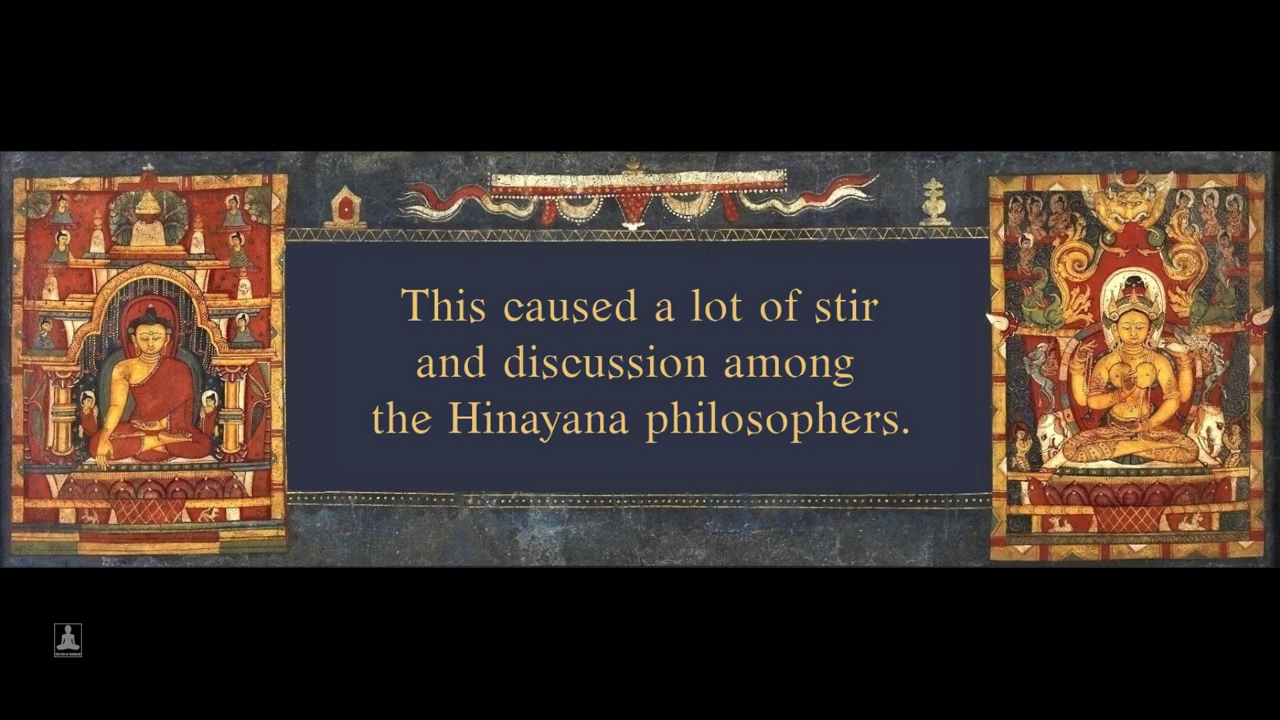 This caused a lot of stir
and discussion among
the Hinayana philosophers.